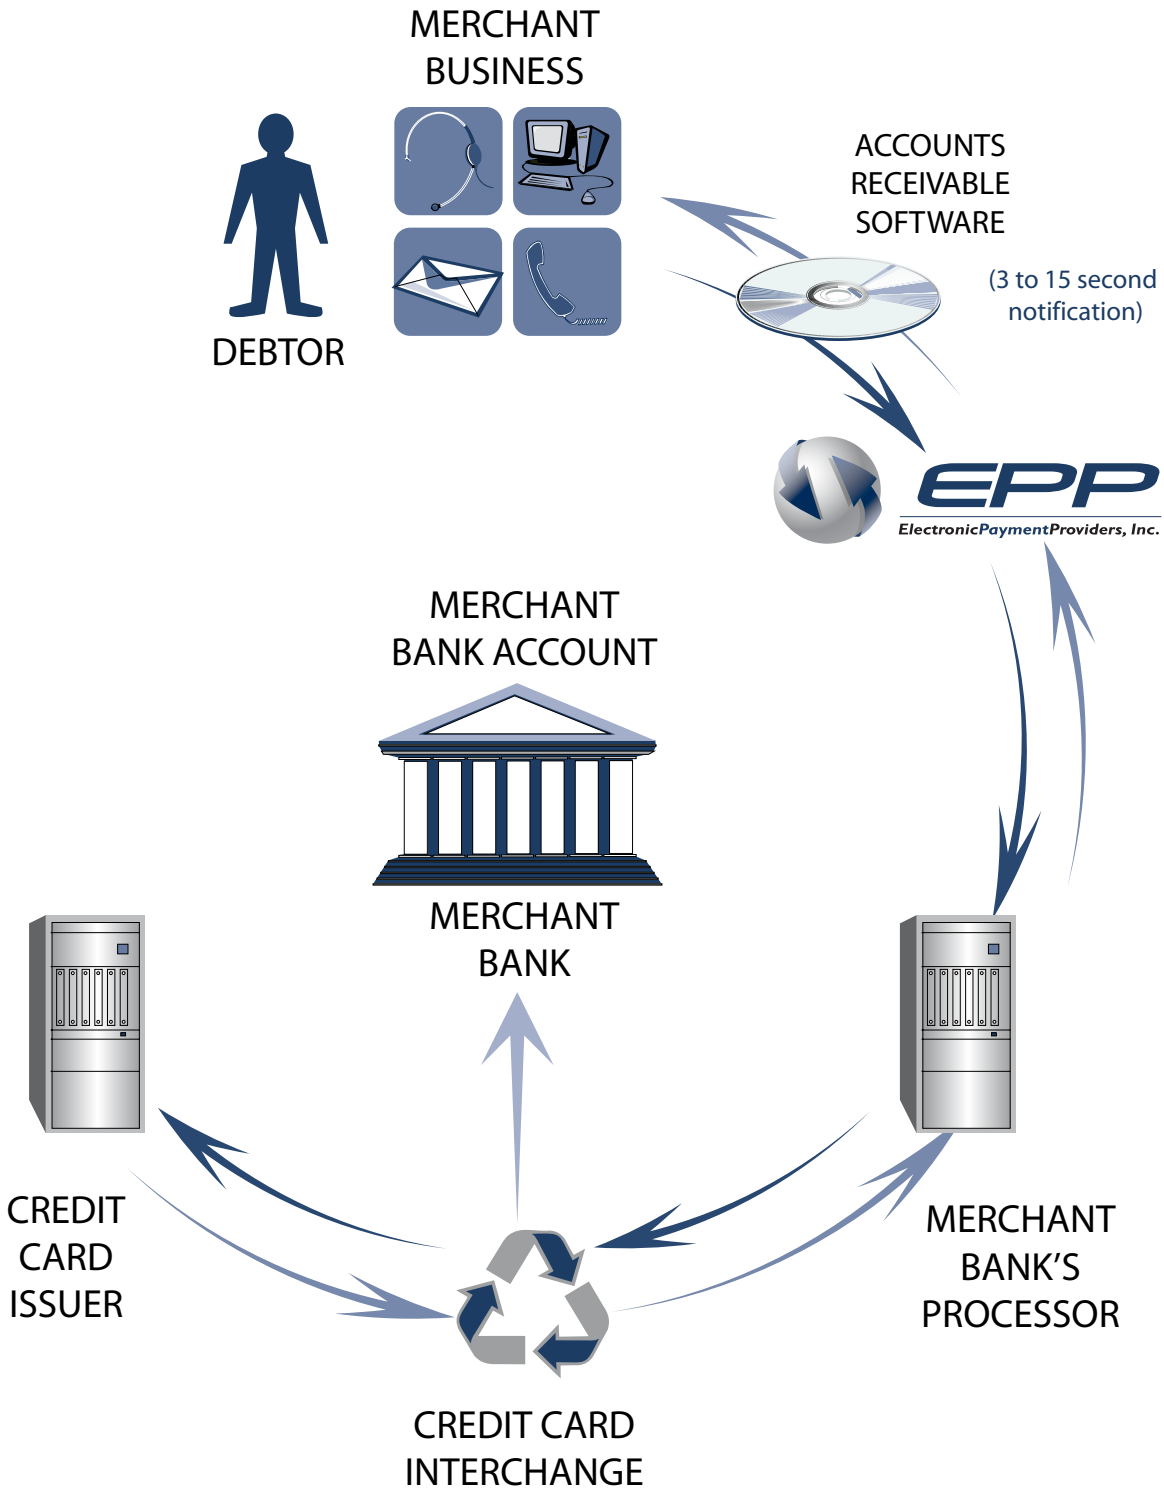 MERCHANT
BUSINESS
DEBTOR
ACCOUNTS
RECEIVABLE
SOFTWARE
(3 to 15 second
notification)
EPP
ElectronicPaymentProviders, Inc.
MERCHANT
BANK ACCOUNT
MERCHANT
BANK
CREDIT
CARD
ISSUER
MERCHANT
BANK'S
PROCESSOR
CREDIT CARD
INTERCHANGE